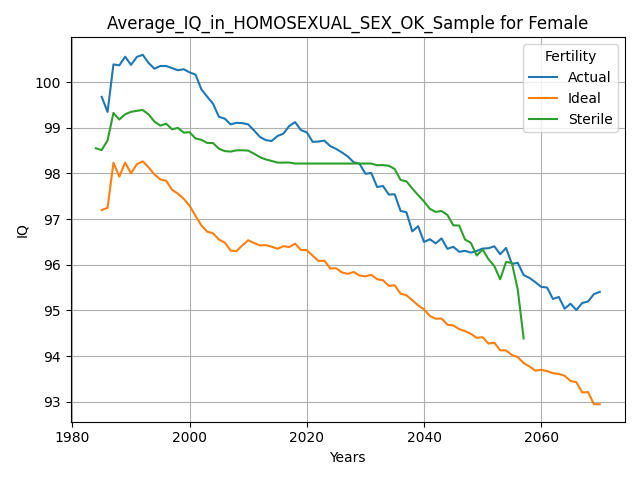 Average_IQ_in_HOMOSEXUAL_SEX_OK_Sample for Female
Fertility
Actual
Ideal
Sterile
IQ
100
99
98
97
96
95
94
93
1980
2000
2020
2040
2060
Years